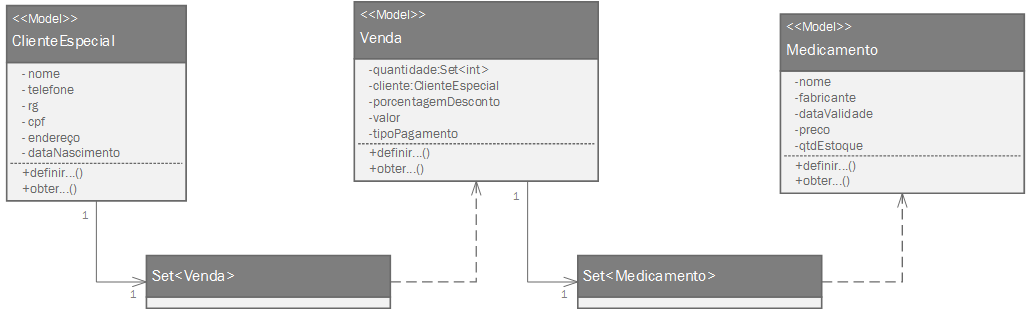 <<Model>>
ClienteEspecial
- nome
- telefone
- rg
- cpf
- endereço
- dataNascimento
+definir...()
+obter...()
1
<<Model>>
Venda
-quantidade:Set<int>
-cliente:ClienteEspecial
-porcentagemDesconto
-valor
-tipoPagamento
+definir...()
+obter...()
1
<<Model>>
Medicamento
-nome
-fabricante
-dataValidade
-preco
-qtdEstoque
+definir...()
+obter...()
1
Set<Venda>
1
Set<Medicamento>